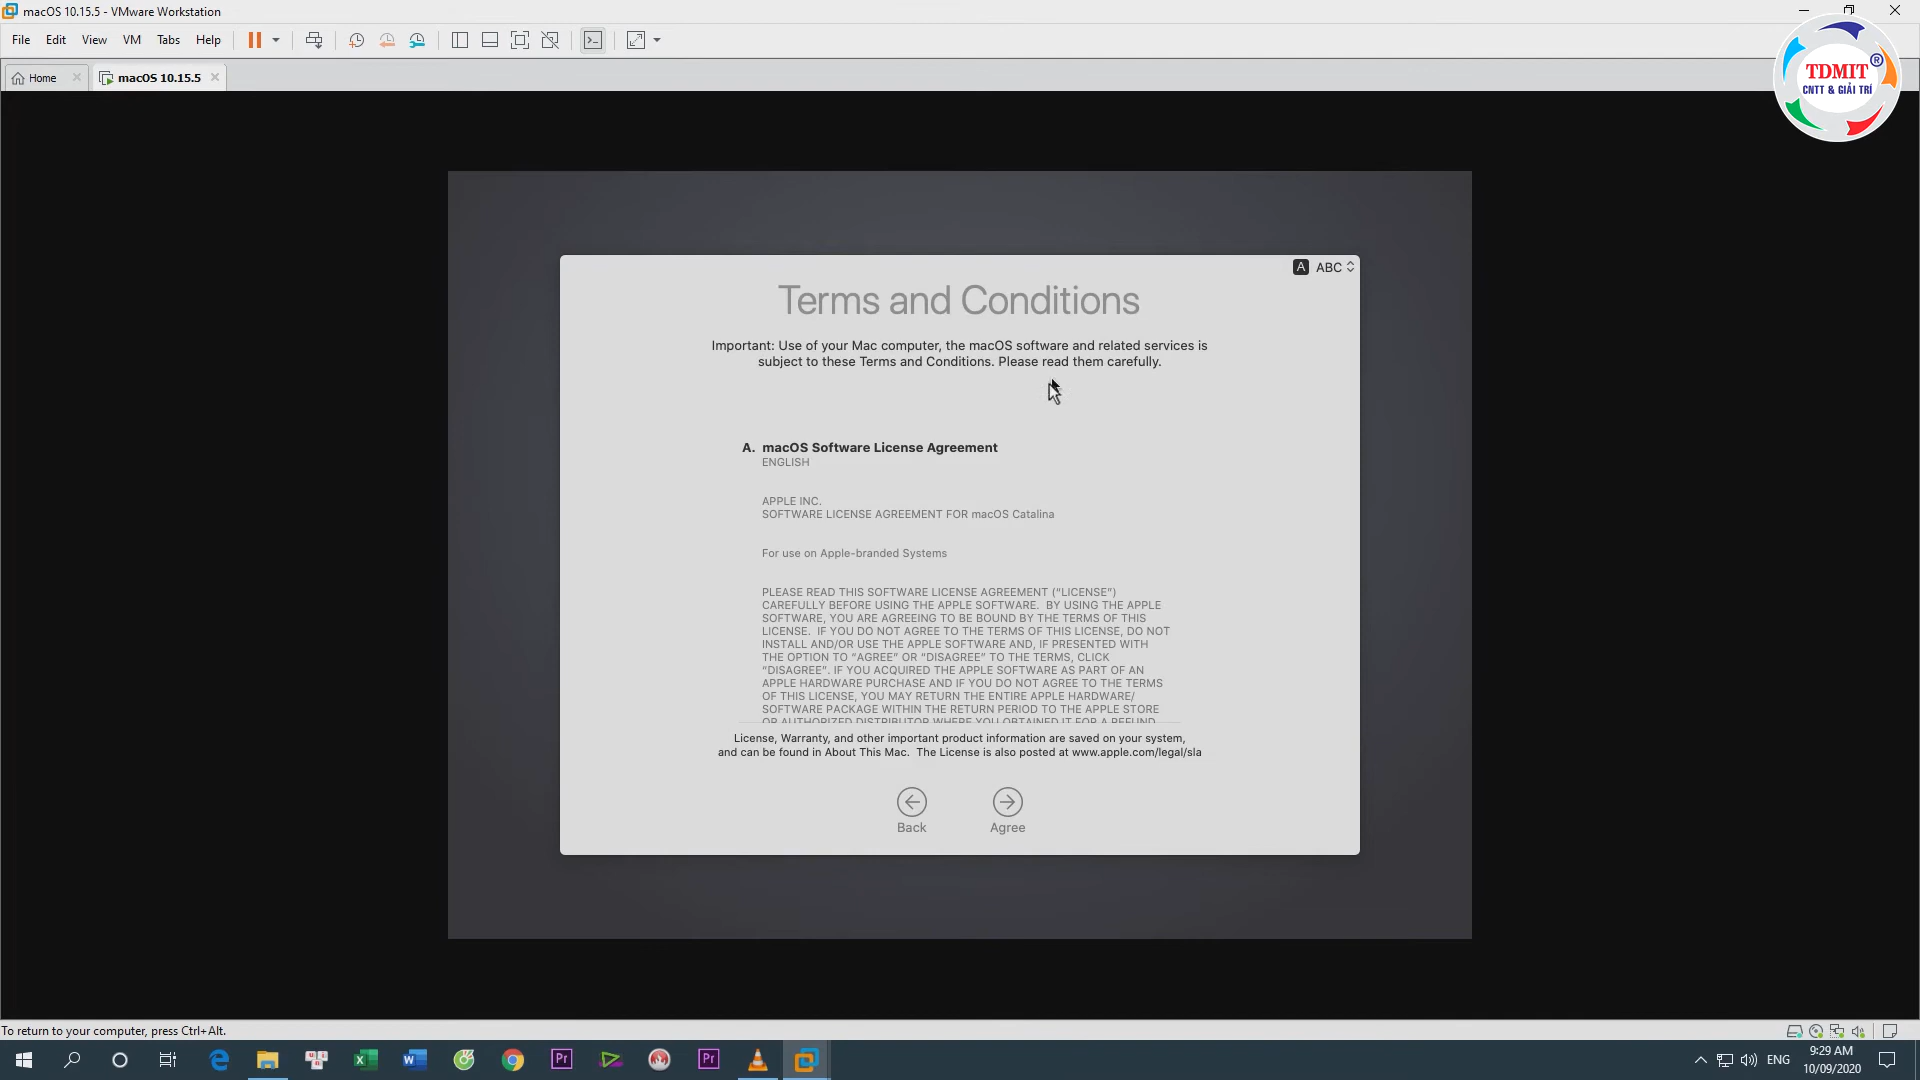 macOS 10.15.5 - VMware Workstation
File Edit View VM Tabs Help
Home macOS 10.15.5
TDMIT ®
CNTT & GIẢI TRÍ
A ABC
Terms and Conditions
Important: Use of your Mac computer, the macOS software and related services is
subject to these Terms and Conditions. Please read them carefully.
A. macOS Software License Agreement
ENGLISH
APPLE INC.
SOFTWARE LICENSE AGREEMENT FOR macOS Catalina
For use on Apple-branded Systems
PLEASE READ THIS SOFTWARE LICENSE AGREEMENT (“LICENSE”)
CAREFULLY BEFORE USING THE APPLE SOFTWARE.  BY USING THE APPLE
SOFTWARE, YOU ARE AGREEING TO BE BOUND BY THE TERMS OF THIS
LICENSE.  IF YOU DO NOT AGREE TO THE TERMS OF THIS LICENSE, DO NOT
INSTALL AND/OR USE THE APPLE SOFTWARE AND, IF PRESENTED WITH
THE OPTION TO “AGREE” OR “DISAGREE” TO THE TERMS, CLICK
“DISAGREE”. IF YOU ACQUIRED THE APPLE SOFTWARE AS PART OF AN
APPLE HARDWARE PURCHASE AND IF YOU DO NOT AGREE TO THE TERMS
OF THIS LICENSE, YOU MAY RETURN THE ENTIRE APPLE HARDWARE/
SOFTWARE PACKAGE WITHIN THE RETURN PERIOD TO THE APPLE STORE
OR AUTHORIZED DISTRIBUTOR WHERE YOU OBTAINED IT FOR A REFUND
License, Warranty, and other important product information are saved on your system,
and can be found in About This Mac.  The License is also posted at www.apple.com/legal/sla
Back Agree
To return to your computer, press Ctrl+Alt.
Pr Pr ENG
9:29 AM
10/09/2020